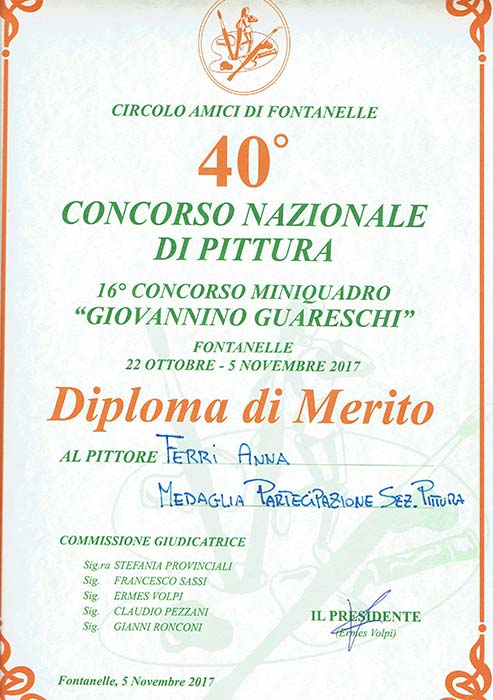 CIRCOLO AMICI DI FONTANELLE
40°
CONCORSO NAZIONALE
DI PITTURA
16° CONCORSO MINIQUADRO
“GIOVANNINO GUARESCHI”
FONTANELLE
22 OTTOBRE - 5 NOVEMBRE 2017
Diploma di Merito
AL PITTORE FERRI ANNA
MEDAGLIA PARTECIPAZIONE SEZ. PITTURA
COMMISSIONE GIUDICATRICE
Sig.ra STEFANIA PROVINCIALI
Sig. FRANCESCO SASSI
Sig. ERMES VOLPI
Sig. CLAUDIO PEZZANI
Sig. GIANNI RONCONI
IL PRESIDENTE
(Ermes Volpi)
Fontanelle, 5 Novembre 2017